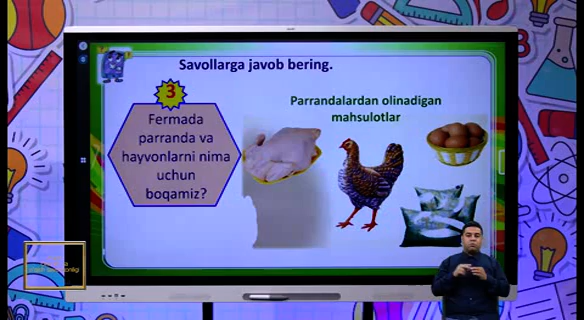 Savollarga javob bering.
3
Fermada
parranda va
hayvonlarni nima
uchun
boqamiz?
Parrandalardan olinadigan
mahsulotlar